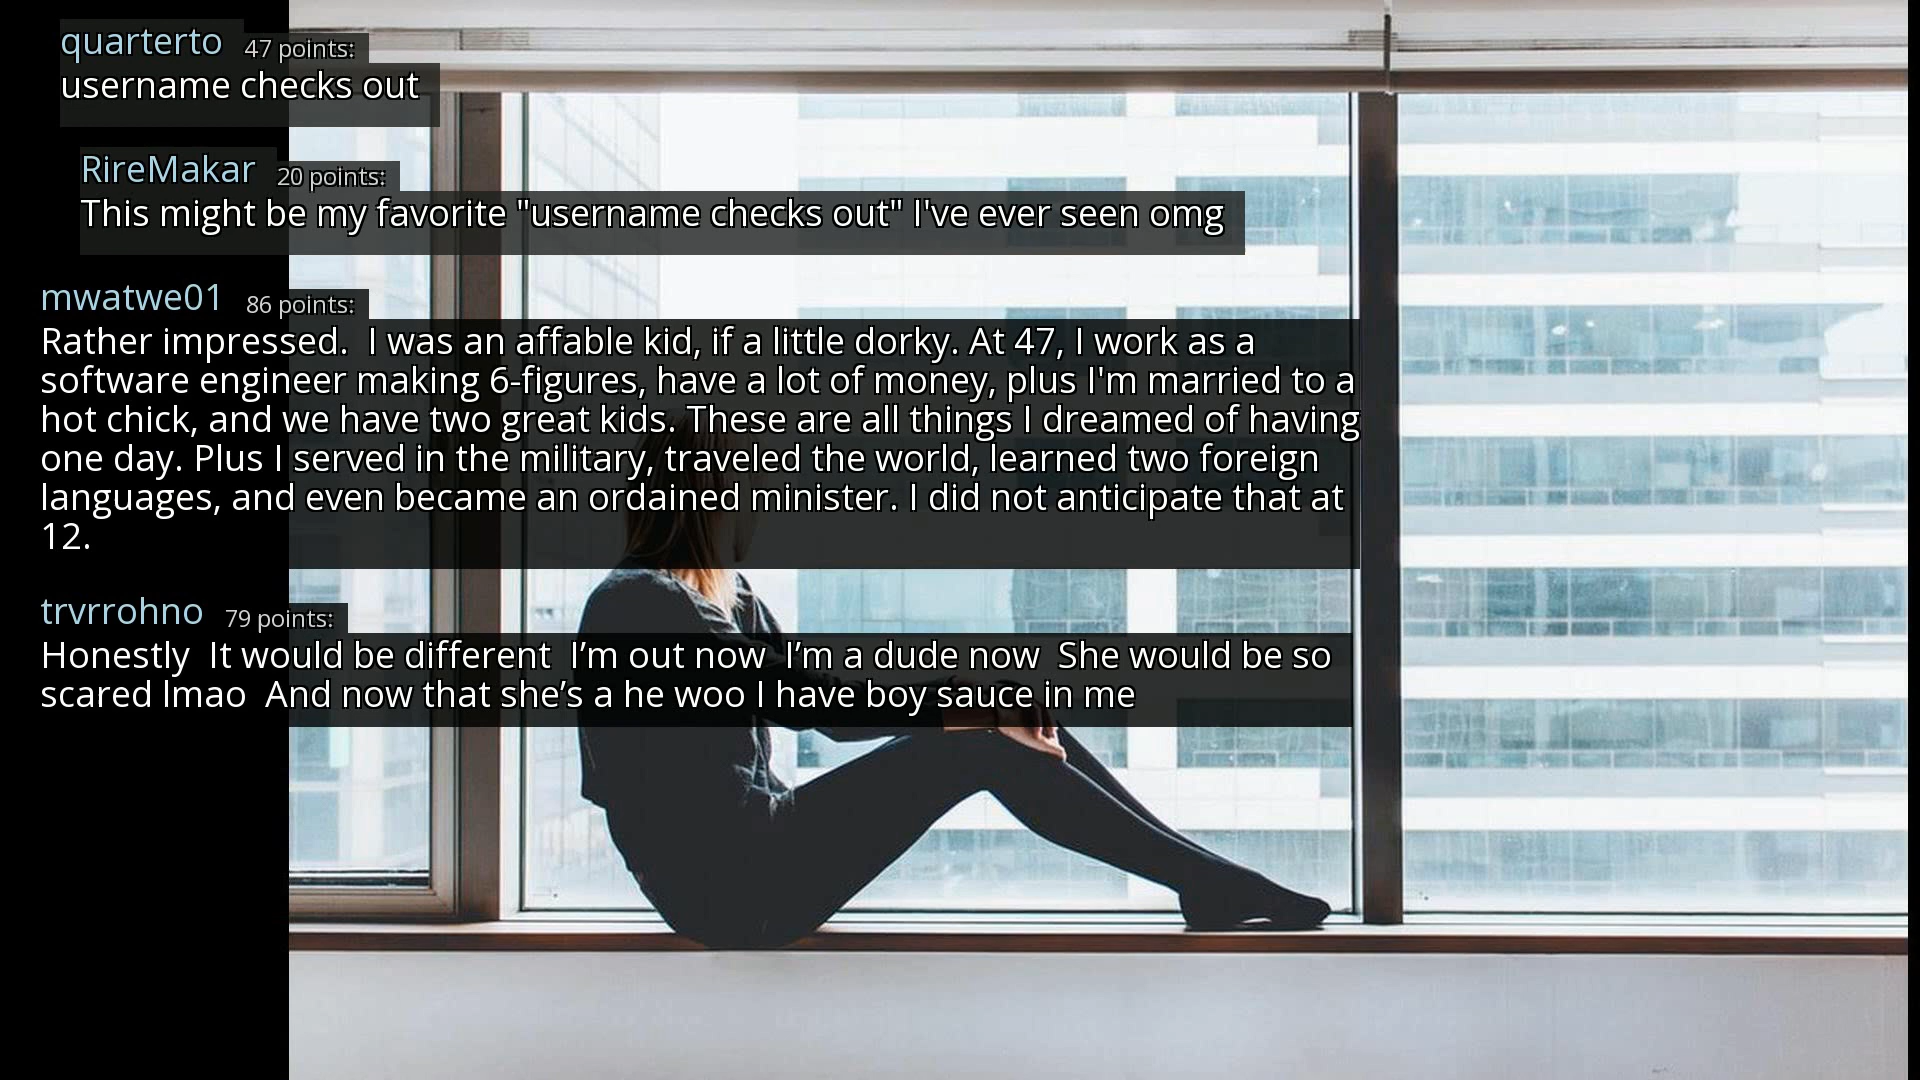 quarterto 47 points:
username checks out
RireMakar 20 points:
This might be my favorite "username checks out" I've ever seen omg
mwatwe01 86 points:
Rather impressed.  I was an affable kid, if a little dorky. At 47, I work as a
software engineer making 6-figures, have a lot of money, plus I'm married to a
hot chick, and we have two great kids. These are all things I dreamed of having
one day. Plus I served in the military, traveled the world, learned two foreign
languages, and even became an ordained minister. I did not anticipate that at
12.
trvrrohno 79 points:
Honestly  It would be different  I’m out now  I’m a dude now  She would be so
scared lmao  And now that she’s a he woo I have boy sauce in me